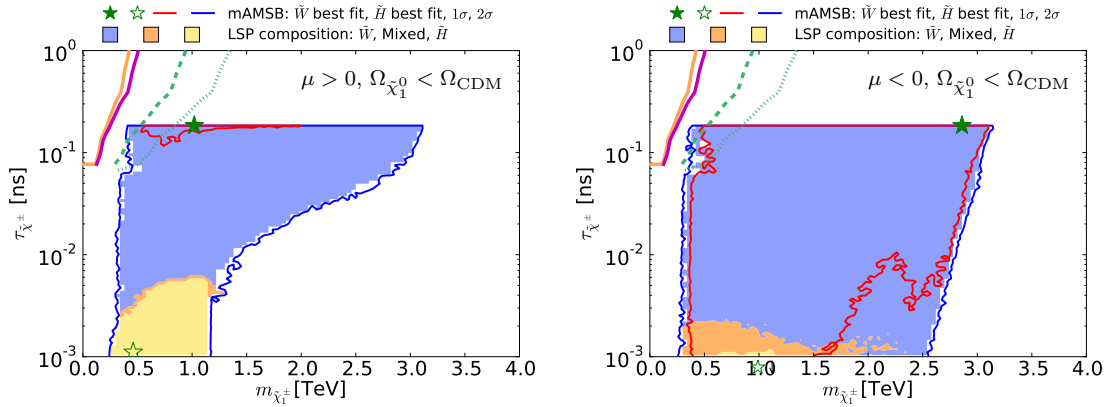 mAMSB: W̃ best fit, H̃ best fit, 1σ, 2σ
LSP composition: W̃, Mixed, H̃
μ > 0, Ω_χ̃₁⁰ < Ω_CDM
10⁰
10⁻¹
10⁻²
10⁻³
τ_χ̃± [ns]
0.0 0.5 1.0 1.5 2.0 2.5 3.0 3.5 4.0
m_χ̃₁± [TeV]
mAMSB: W̃ best fit, H̃ best fit, 1σ, 2σ
LSP composition: W̃, Mixed, H̃
μ < 0, Ω_χ̃₁⁰ < Ω_CDM
10⁰
10⁻¹
10⁻²
10⁻³
τ_χ̃± [ns]
0.0 0.5 1.0 1.5 2.0 2.5 3.0 3.5 4.0
m_χ̃₁± [TeV]